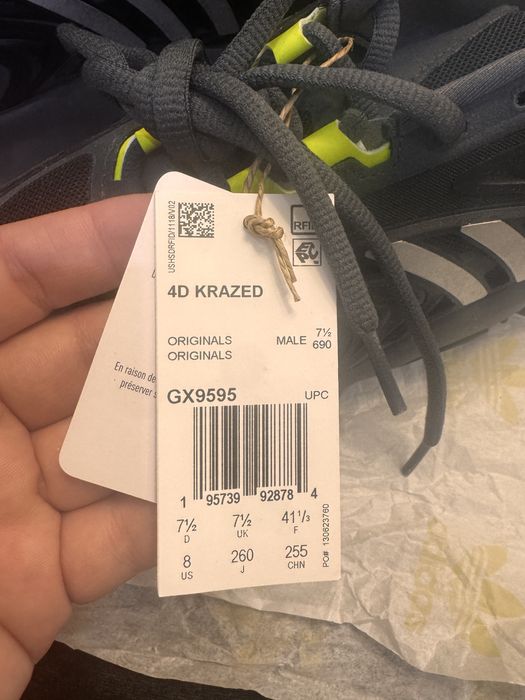 USHSDRFID/1118/V02
RFID
4D KRAZED
ORIGINALS MALE 7½
ORIGINALS 690
GX9595 UPC
1 95739 92878 4
7½ 7½ 41⅓
D UK F
8 260 255
US J CHN
PO# 130623760
En raison de
préserver s